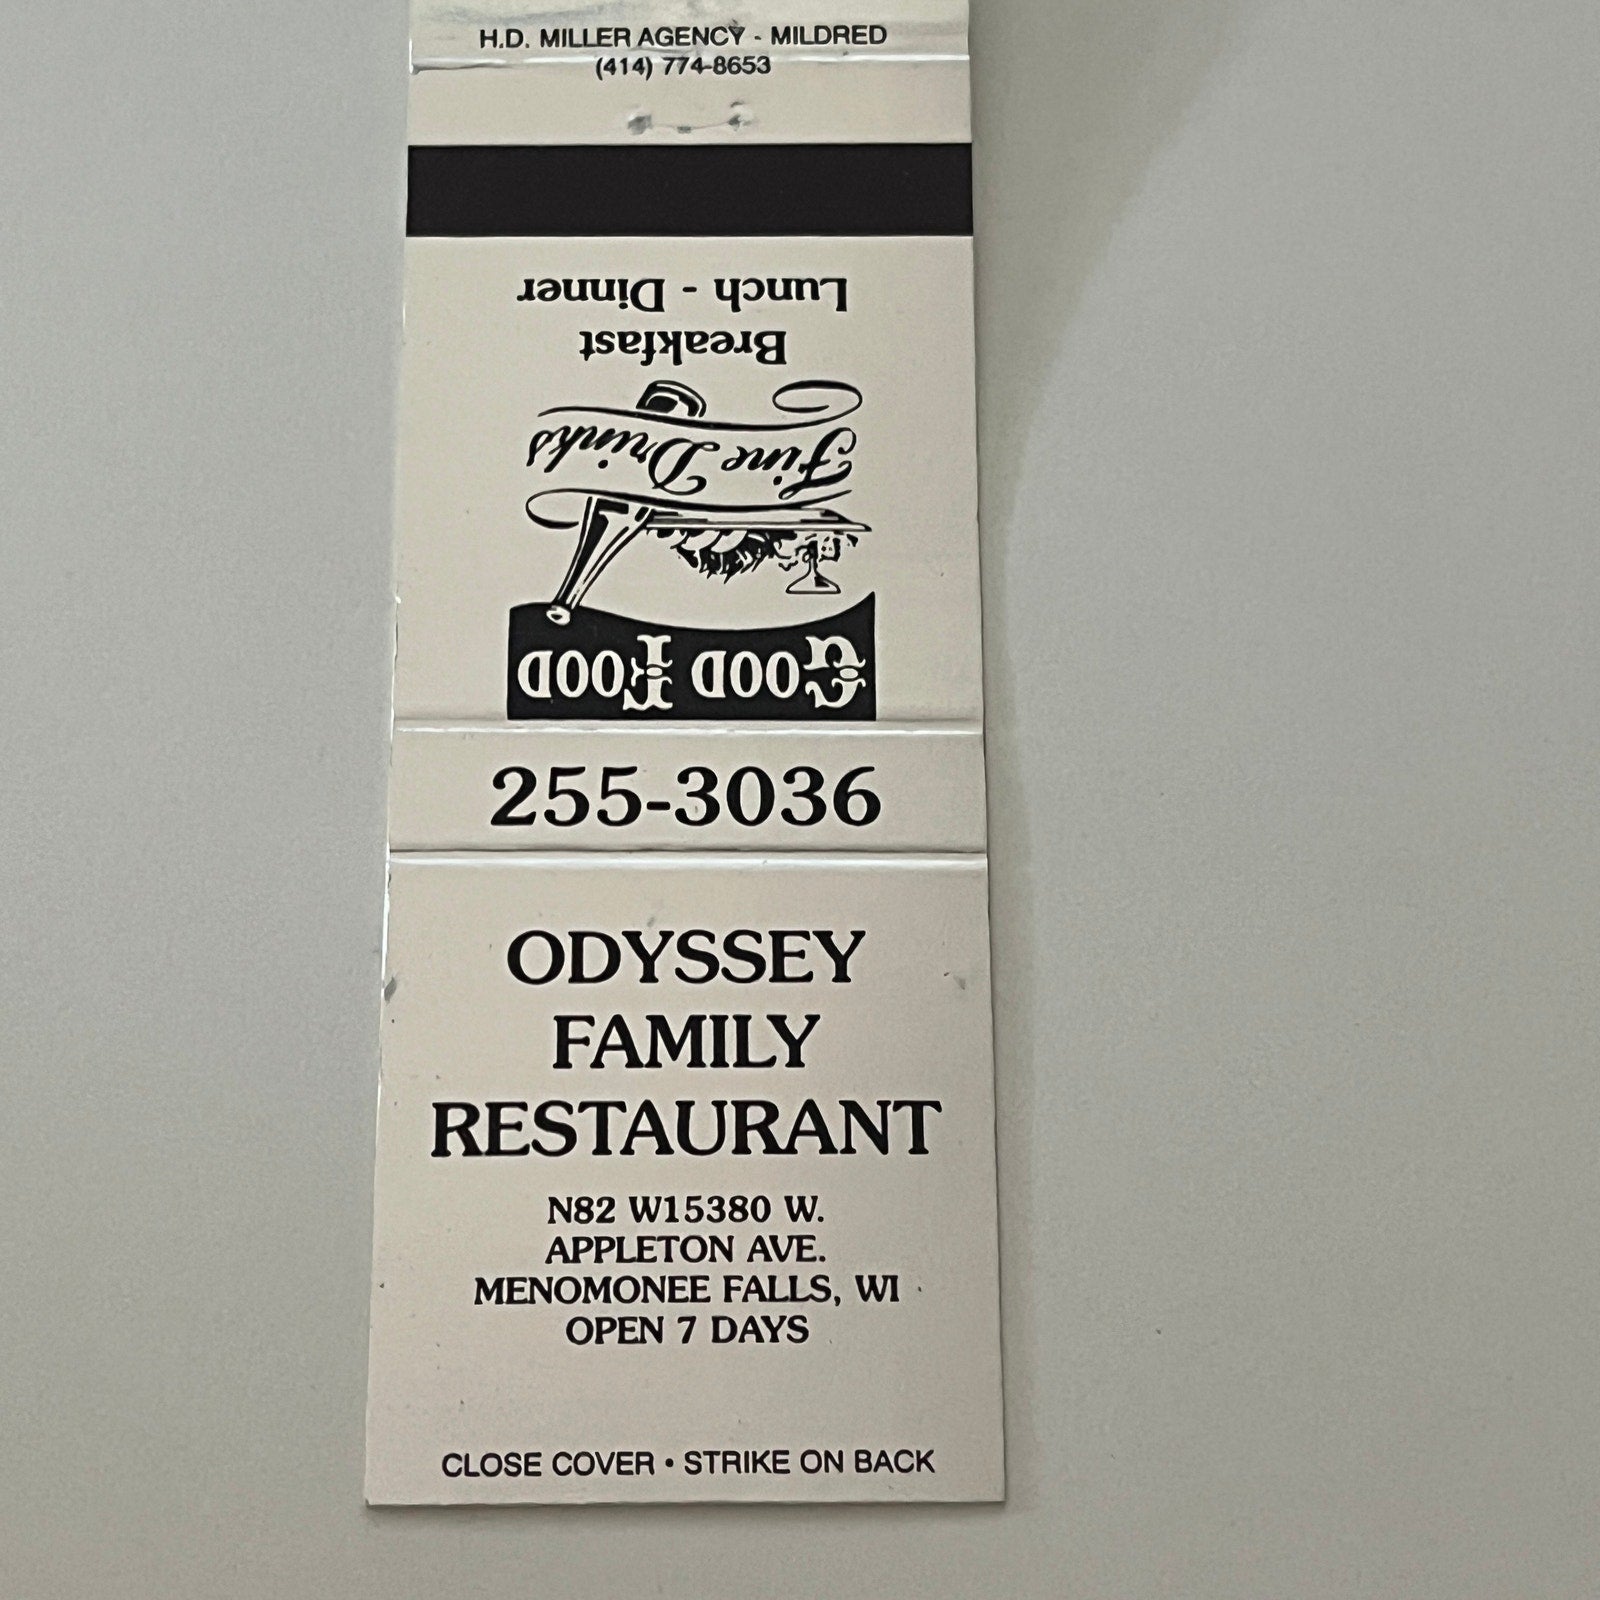 H.D. MILLER AGENCY - MILDRED
(414) 774-8653
Good Food
Fine Drinks
Breakfast
Lunch - Dinner
255-3036
ODYSSEY
FAMILY
RESTAURANT
N82 W15380 W.
APPLETON AVE.
MENOMONEE FALLS, WI
OPEN 7 DAYS
CLOSE COVER • STRIKE ON BACK